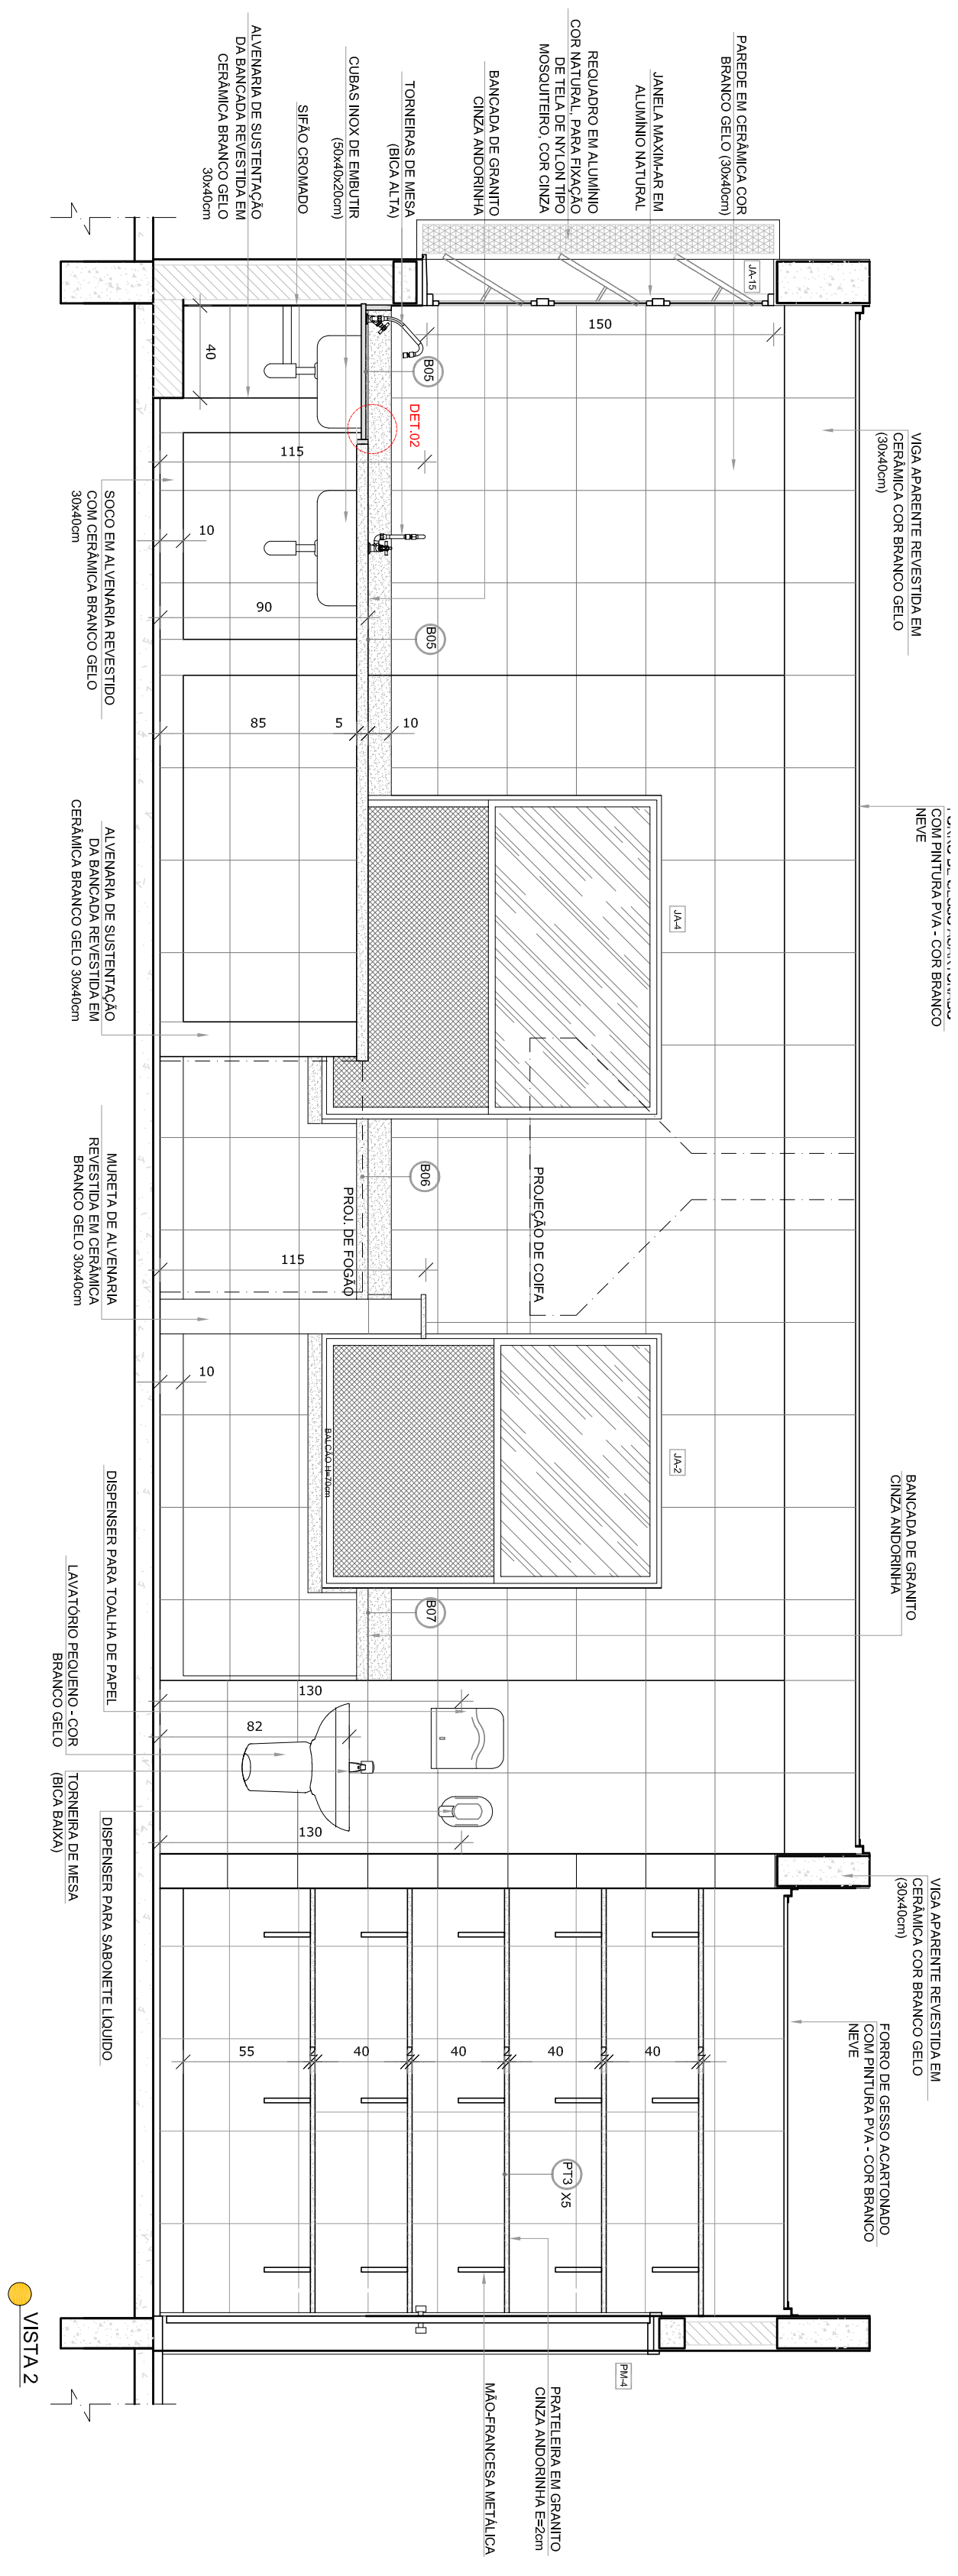 PAREDE EM CERÂMICA COR
BRANCO GELO (30x40cm)
JANELA MAXIM-AR EM
ALUMÍNIO NATURAL
REQUADRO EM ALUMÍNIO
COR NATURAL, PARA FIXAÇÃO
DE TELA DE NYLON TIPO
MOSQUITEIRO, COR CINZA
BANCADA DE GRANITO
CINZA ANDORINHA
TORNEIRAS DE MESA
(BICA ALTA)
CUBAS INOX DE EMBUTIR
(50x40x20cm)
SIFÃO CROMADO
ALVENARIA DE SUSTENTAÇÃO
DA BANCADA REVESTIDA EM
CERÂMICA BRANCO GELO
30x40cm
JA-15
150
40
B05
DET.02
115
10
90
B05
85
5
10
VIGA APARENTE REVESTIDA EM
CERÂMICA COR BRANCO GELO
(30x40cm)
SOCO EM ALVENARIA REVESTIDO
COM CERÂMICA BRANCO GELO
30x40cm
COM PINTURA PVA - COR BRANCO
NEVE
ALVENARIA DE SUSTENTAÇÃO
DA BANCADA REVESTIDA EM
CERÂMICA BRANCO GELO 30x40cm
JA-4
PROJEÇÃO DE COIFA
B06
PROJ. DE FOGÃO
115
MURETA DE ALVENARIA
REVESTIDA EM CERÂMICA
BRANCO GELO 30x40cm
10
JA-2
BALCÃO H=70cm
BANCADA DE GRANITO
CINZA ANDORINHA
B07
DISPENSER PARA TOALHA DE PAPEL
LAVATÓRIO PEQUENO - COR
BRANCO GELO
TORNEIRA DE MESA
(BICA BAIXA)
DISPENSER PARA SABONETE LÍQUIDO
130
82
130
VIGA APARENTE REVESTIDA EM
CERÂMICA COR BRANCO GELO
(30x40cm)
FORRO DE GESSO ACARTONADO
COM PINTURA PVA - COR BRANCO
NEVE
55
2
40
2
40
2
40
2
40
2
PT3
X5
PM-4
PRATELEIRA EM GRANITO
CINZA ANDORINHA E=2cm
MÃO-FRANCESA METÁLICA
VISTA 2